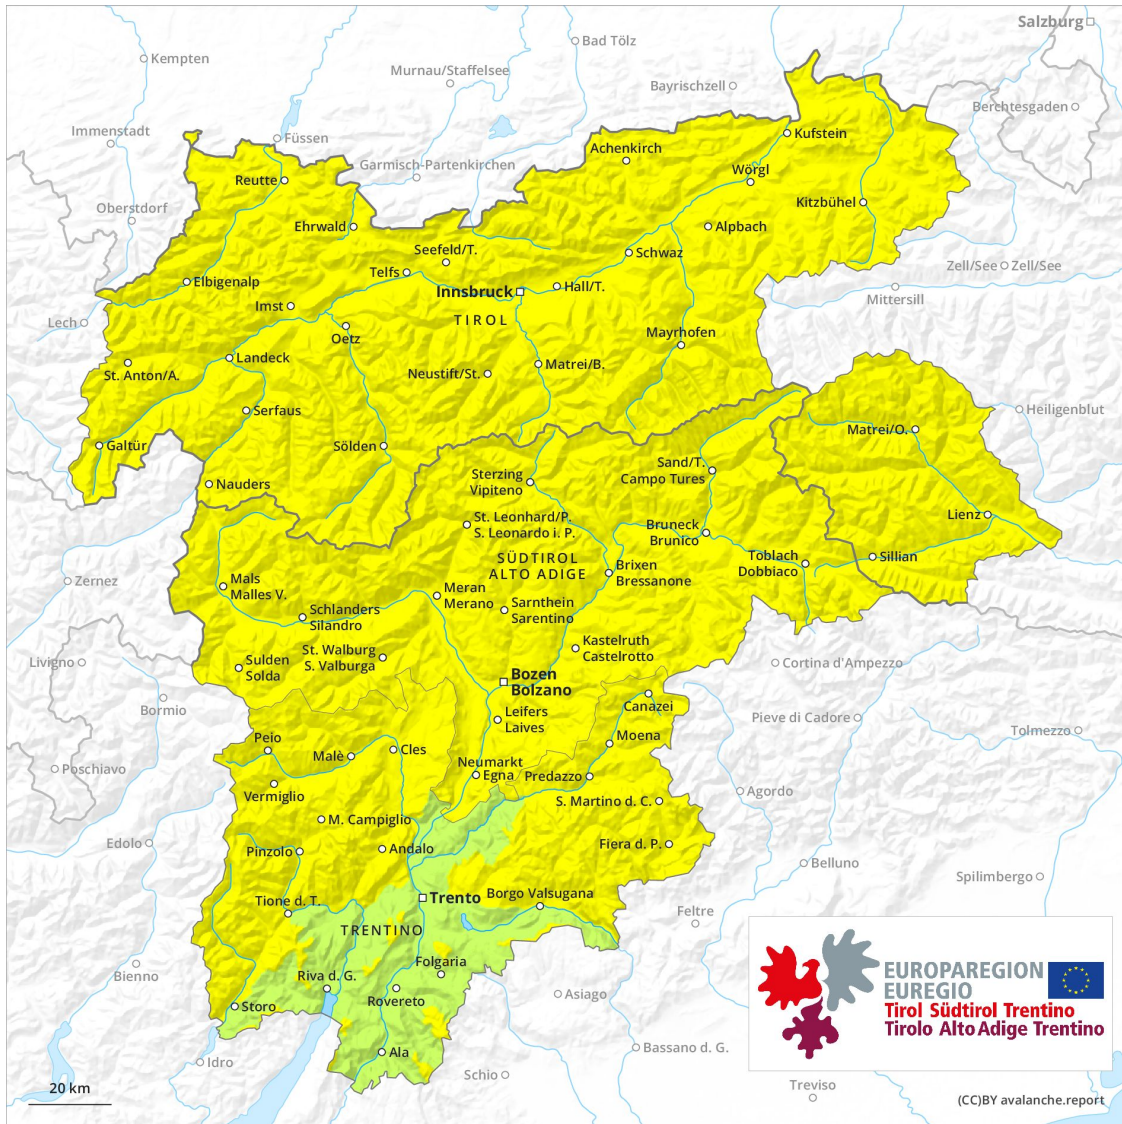 Salzburg
Bad Tölz
Kempten
Murnau/Staffelsee
Bayrischzell
Berchtesgaden
Immenstadt
Füssen
Kufstein
Achenkirch
Garmisch-Partenkirchen
Wörgl
Reutte
Oberstdorf
Kitzbühel
Ehrwald
Alpbach
Seefeld/T.
Schwaz
Telfs
Zell/See
Zell/See
Elbigenalp
Hall/T.
Innsbruck
Mittersill
Imst
TIROL
Lech
Oetz
Mayrhofen
Landeck
Matrei/B.
St. Anton/A.
Neustift/St.
Serfaus
Heiligenblut
Matrei/O.
Galtür
Sölden
Sand/T.
Campo Tures
Sterzing
Vipiteno
Nauders
Lienz
St. Leonhard/P.
S. Leonardo i. P.
Bruneck
Brunico
SÜDTIROL
ALTO ADIGE
Toblach
Dobbiaco
Sillian
Brixen
Bressanone
Zernez
Mals
Malles V.
Meran
Merano
Sarnthein
Sarentino
Schlanders
Silandro
Kastelruth
Castelrotto
St. Walburg
S. Valburga
Livigno
Sulden
Solda
Cortina d'Ampezzo
Bozen
Bolzano
Bormio
Canazei
Leifers
Laives
Pieve di Cadore
Tolmezzo
Peio
Moena
Malè
Cles
Neumarkt
Egna
Predazzo
Poschiavo
Vermiglio
Agordo
S. Martino d. C.
M. Campiglio
Edolo
Pinzolo
Andalo
Fiera d. P.
Belluno
Spilimbergo
Trento
Borgo Valsugana
Tione d. T.
Feltre
TRENTINO
Folgaria
Bienno
Riva d. G.
EUROPAREGION
EUREGIO
Tirol Südtirol Trentino
Tirolo Alto Adige Trentino
Asiago
Rovereto
Storo
Ala
Bassano d. G.
Idro
Schio
Treviso
20 km
(CC)BY avalanche.report